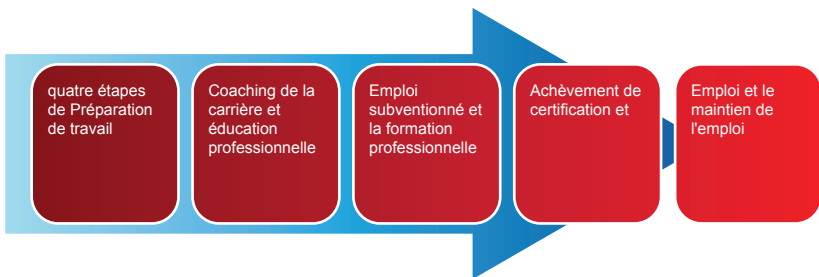 quatre étapes
de Préparation
de travail
Coaching de la
carrière et
éducation
professionnelle
Emploi
subventionné et
la formation
professionnelle
Achèvement de
certification et
Emploi et le
maintien de
l'emploi